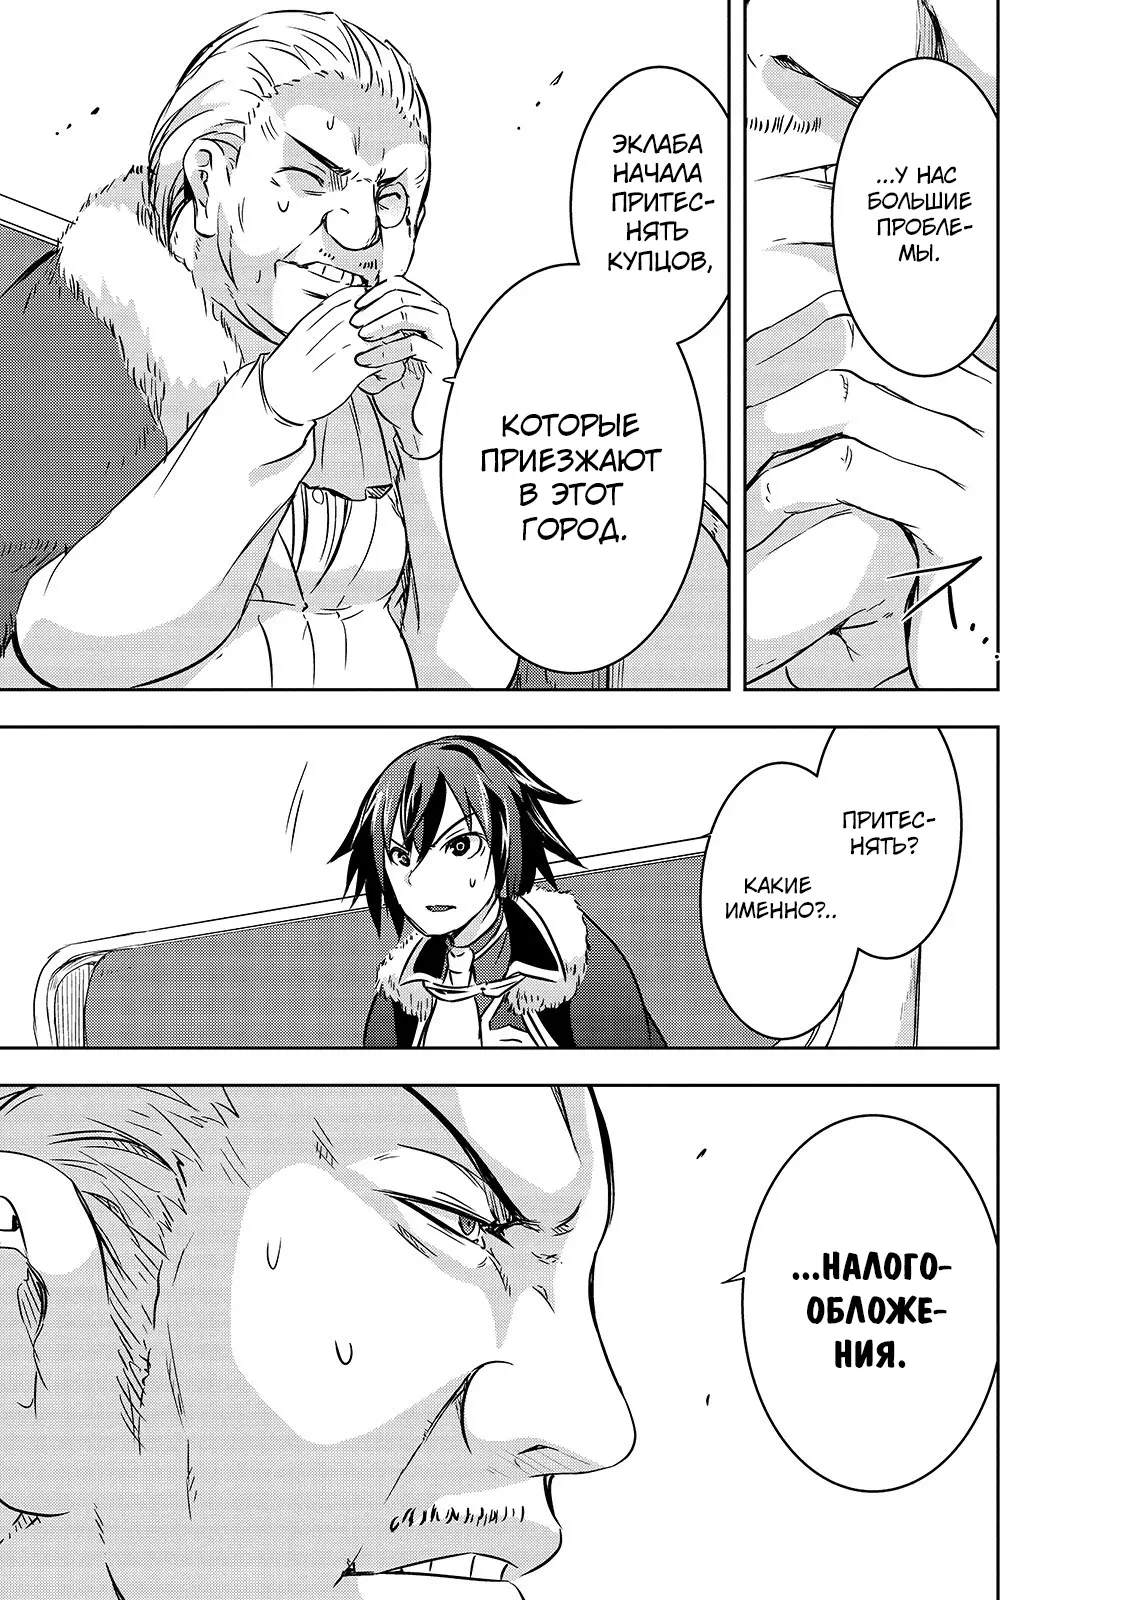 ...У НАС
БОЛЬШИЕ
ПРОБЛЕ-
МЫ.
ЭКЛАБА
НАЧАЛА
ПРИТЕС-
НЯТЬ
КУПЦОВ,
КОТОРЫЕ
ПРИЕЗЖАЮТ
В ЭТОТ
ГОРОД.
ПРИТЕС-
НЯТЬ?
КАКИЕ
ИМЕННО?..
...НАЛОГО-
ОБЛОЖЕ-
НИЯ.